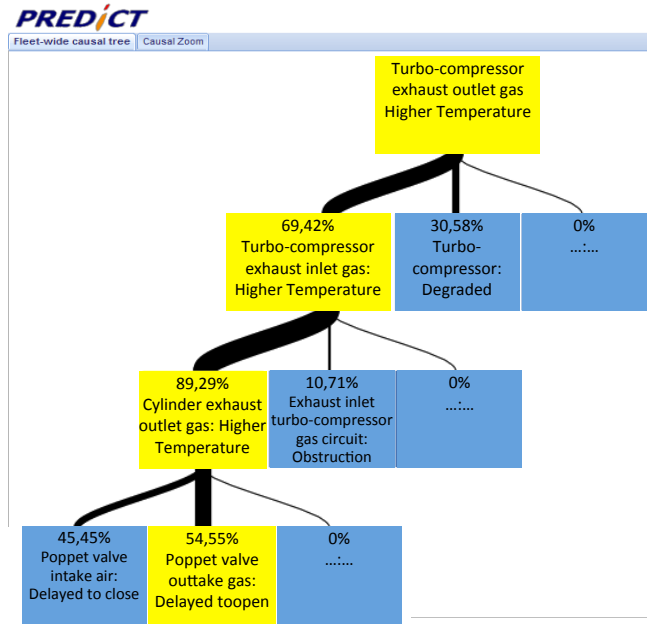 PREDiCT
Fleet-wide causal tree
Causal Zoom
Turbo-compressor
exhaust outlet gas
Higher Temperature
69,42%
Turbo-compressor
exhaust inlet gas:
Higher Temperature
30,58%
Turbo-
compressor:
Degraded
0%
...:...
89,29%
Cylinder exhaust
outlet gas: Higher
Temperature
10,71%
Exhaust inlet
turbo-compressor
gas circuit:
Obstruction
0%
...:...
45,45%
Poppet valve
intake air:
Delayed to close
54,55%
Poppet valve
outtake gas:
Delayed toopen
0%
...:...